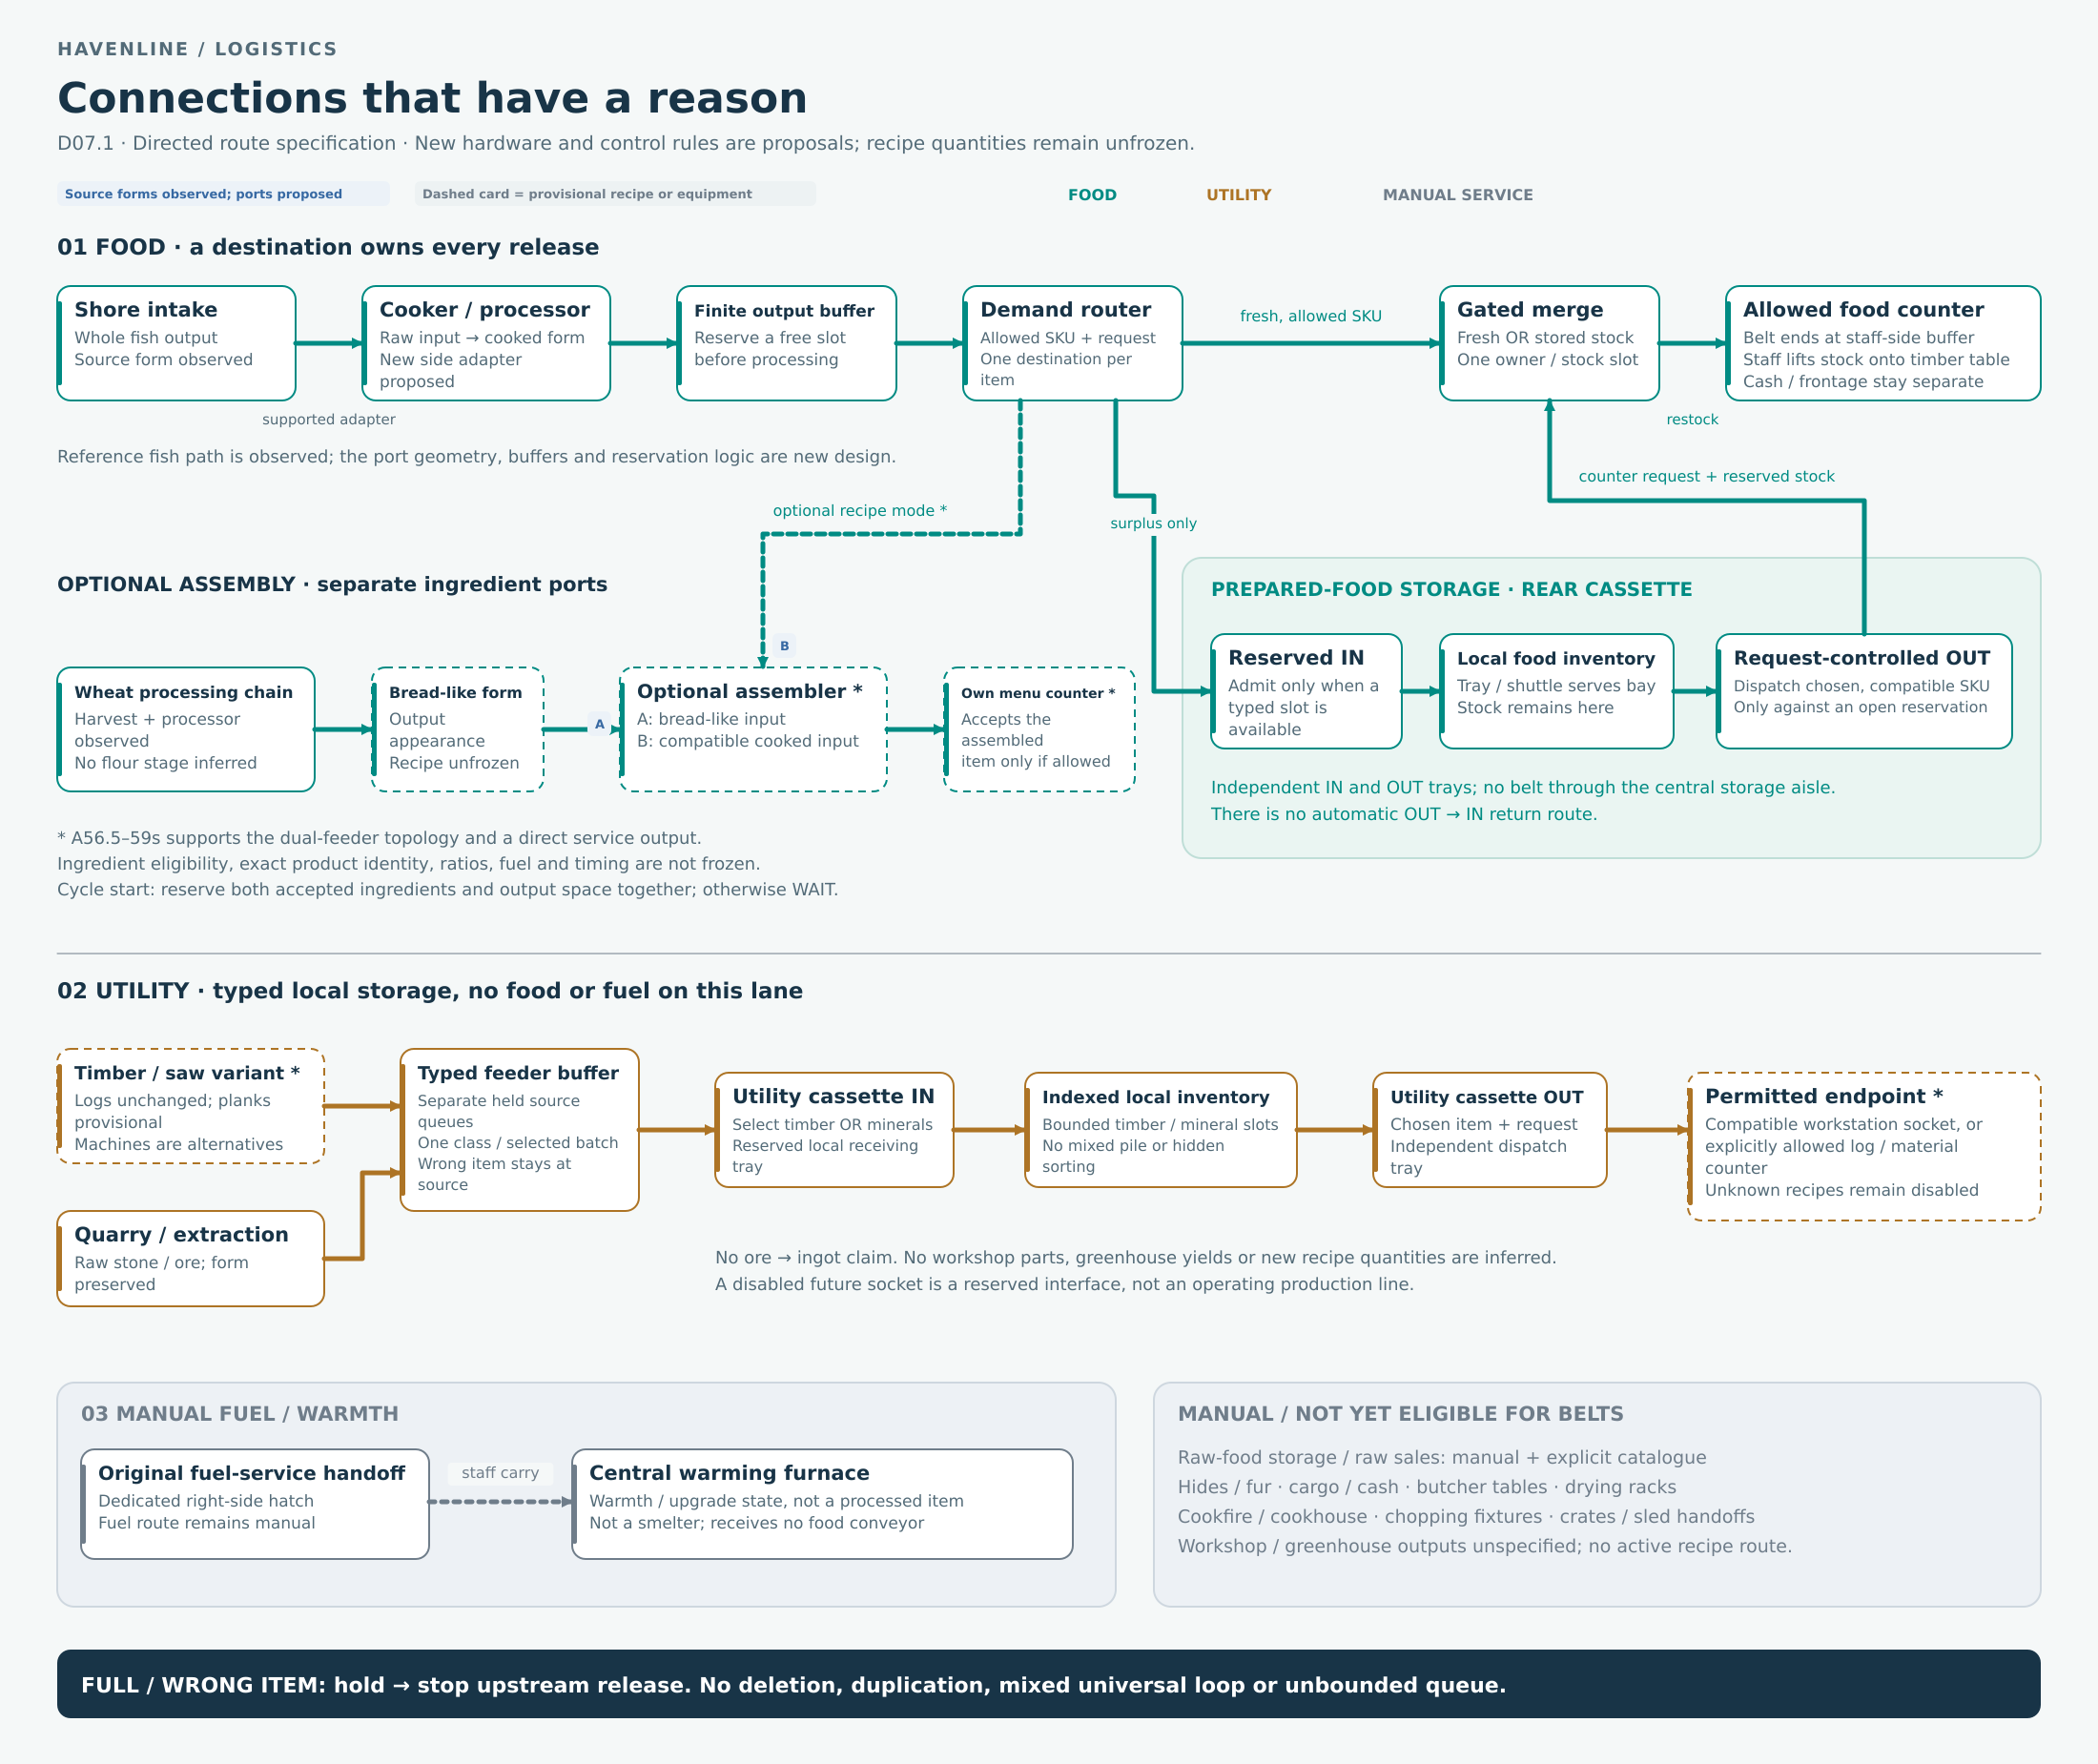 HAVENLINE / LOGISTICS
Connections that have a reason
D07.1 · Directed route specification · New hardware and control rules are proposals; recipe quantities remain unfrozen.
Source forms observed; ports proposed
Dashed card = provisional recipe or equipment
FOOD
UTILITY
MANUAL SERVICE
01 FOOD · a destination owns every release
Shore intake
Whole fish output
Source form observed
Cooker / processor
Raw input → cooked form
New side adapter
proposed
Finite output buffer
Reserve a free slot
before processing
Demand router
Allowed SKU + request
One destination per
item
fresh, allowed SKU
Gated merge
Fresh OR stored stock
One owner / stock slot
Allowed food counter
Belt ends at staff-side buffer
Staff lifts stock onto timber table
Cash / frontage stay separate
supported adapter
restock
Reference fish path is observed; the port geometry, buffers and reservation logic are new design.
counter request + reserved stock
optional recipe mode *
surplus only
OPTIONAL ASSEMBLY · separate ingredient ports
PREPARED-FOOD STORAGE · REAR CASSETTE
B
Wheat processing chain
Harvest + processor
observed
No flour stage inferred
Bread-like form
Output
appearance
Recipe unfrozen
A
Optional assembler *
A: bread-like input
B: compatible cooked input
Own menu counter *
Accepts the
assembled
item only if allowed
Reserved IN
Admit only when a
typed slot is
available
Local food inventory
Tray / shuttle serves bay
Stock remains here
Request-controlled OUT
Dispatch chosen, compatible SKU
Only against an open reservation
Independent IN and OUT trays; no belt through the central storage aisle.
There is no automatic OUT → IN return route.
* A56.5–59s supports the dual-feeder topology and a direct service output.
Ingredient eligibility, exact product identity, ratios, fuel and timing are not frozen.
Cycle start: reserve both accepted ingredients and output space together; otherwise WAIT.
02 UTILITY · typed local storage, no food or fuel on this lane
Timber / saw variant *
Logs unchanged; planks
provisional
Machines are alternatives
Typed feeder buffer
Separate held source
queues
One class / selected batch
Wrong item stays at
source
Utility cassette IN
Select timber OR minerals
Reserved local receiving
tray
Indexed local inventory
Bounded timber / mineral slots
No mixed pile or hidden
sorting
Utility cassette OUT
Chosen item + request
Independent dispatch
tray
Permitted endpoint *
Compatible workstation socket, or
explicitly allowed log / material
counter
Unknown recipes remain disabled
Quarry / extraction
Raw stone / ore; form
preserved
No ore → ingot claim. No workshop parts, greenhouse yields or new recipe quantities are inferred.
A disabled future socket is a reserved interface, not an operating production line.
03 MANUAL FUEL / WARMTH
Original fuel-service handoff
Dedicated right-side hatch
Fuel route remains manual
staff carry
Central warming furnace
Warmth / upgrade state, not a processed item
Not a smelter; receives no food conveyor
MANUAL / NOT YET ELIGIBLE FOR BELTS
Raw-food storage / raw sales: manual + explicit catalogue
Hides / fur · cargo / cash · butcher tables · drying racks
Cookfire / cookhouse · chopping fixtures · crates / sled handoffs
Workshop / greenhouse outputs unspecified; no active recipe route.
FULL / WRONG ITEM: hold → stop upstream release. No deletion, duplication, mixed universal loop or unbounded queue.